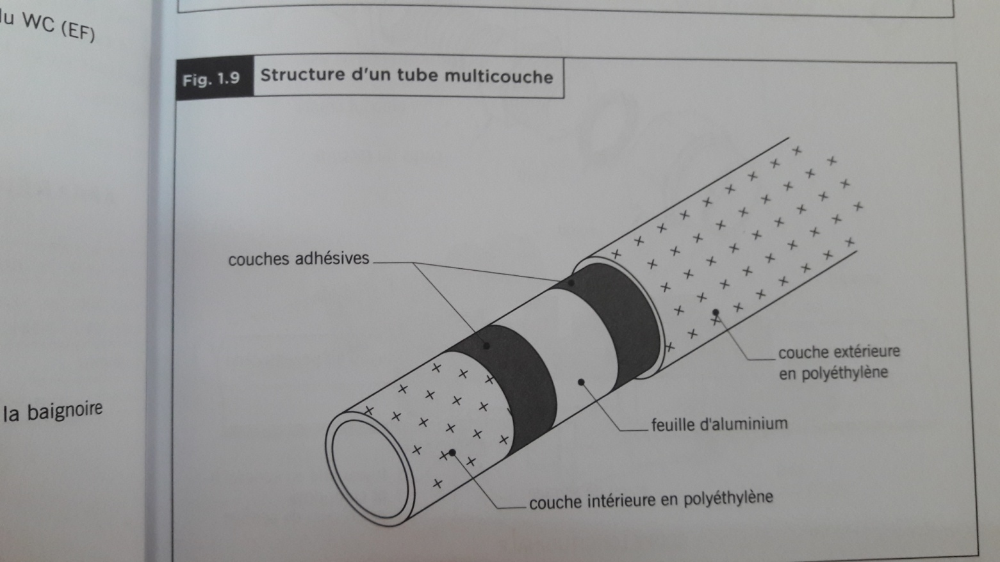 du WC (EF)
la baignoire
Fig. 1.9 Structure d'un tube multicouche
couches adhésives
couche extérieure
en polyéthylène
feuille d'aluminium
couche intérieure en polyéthylène